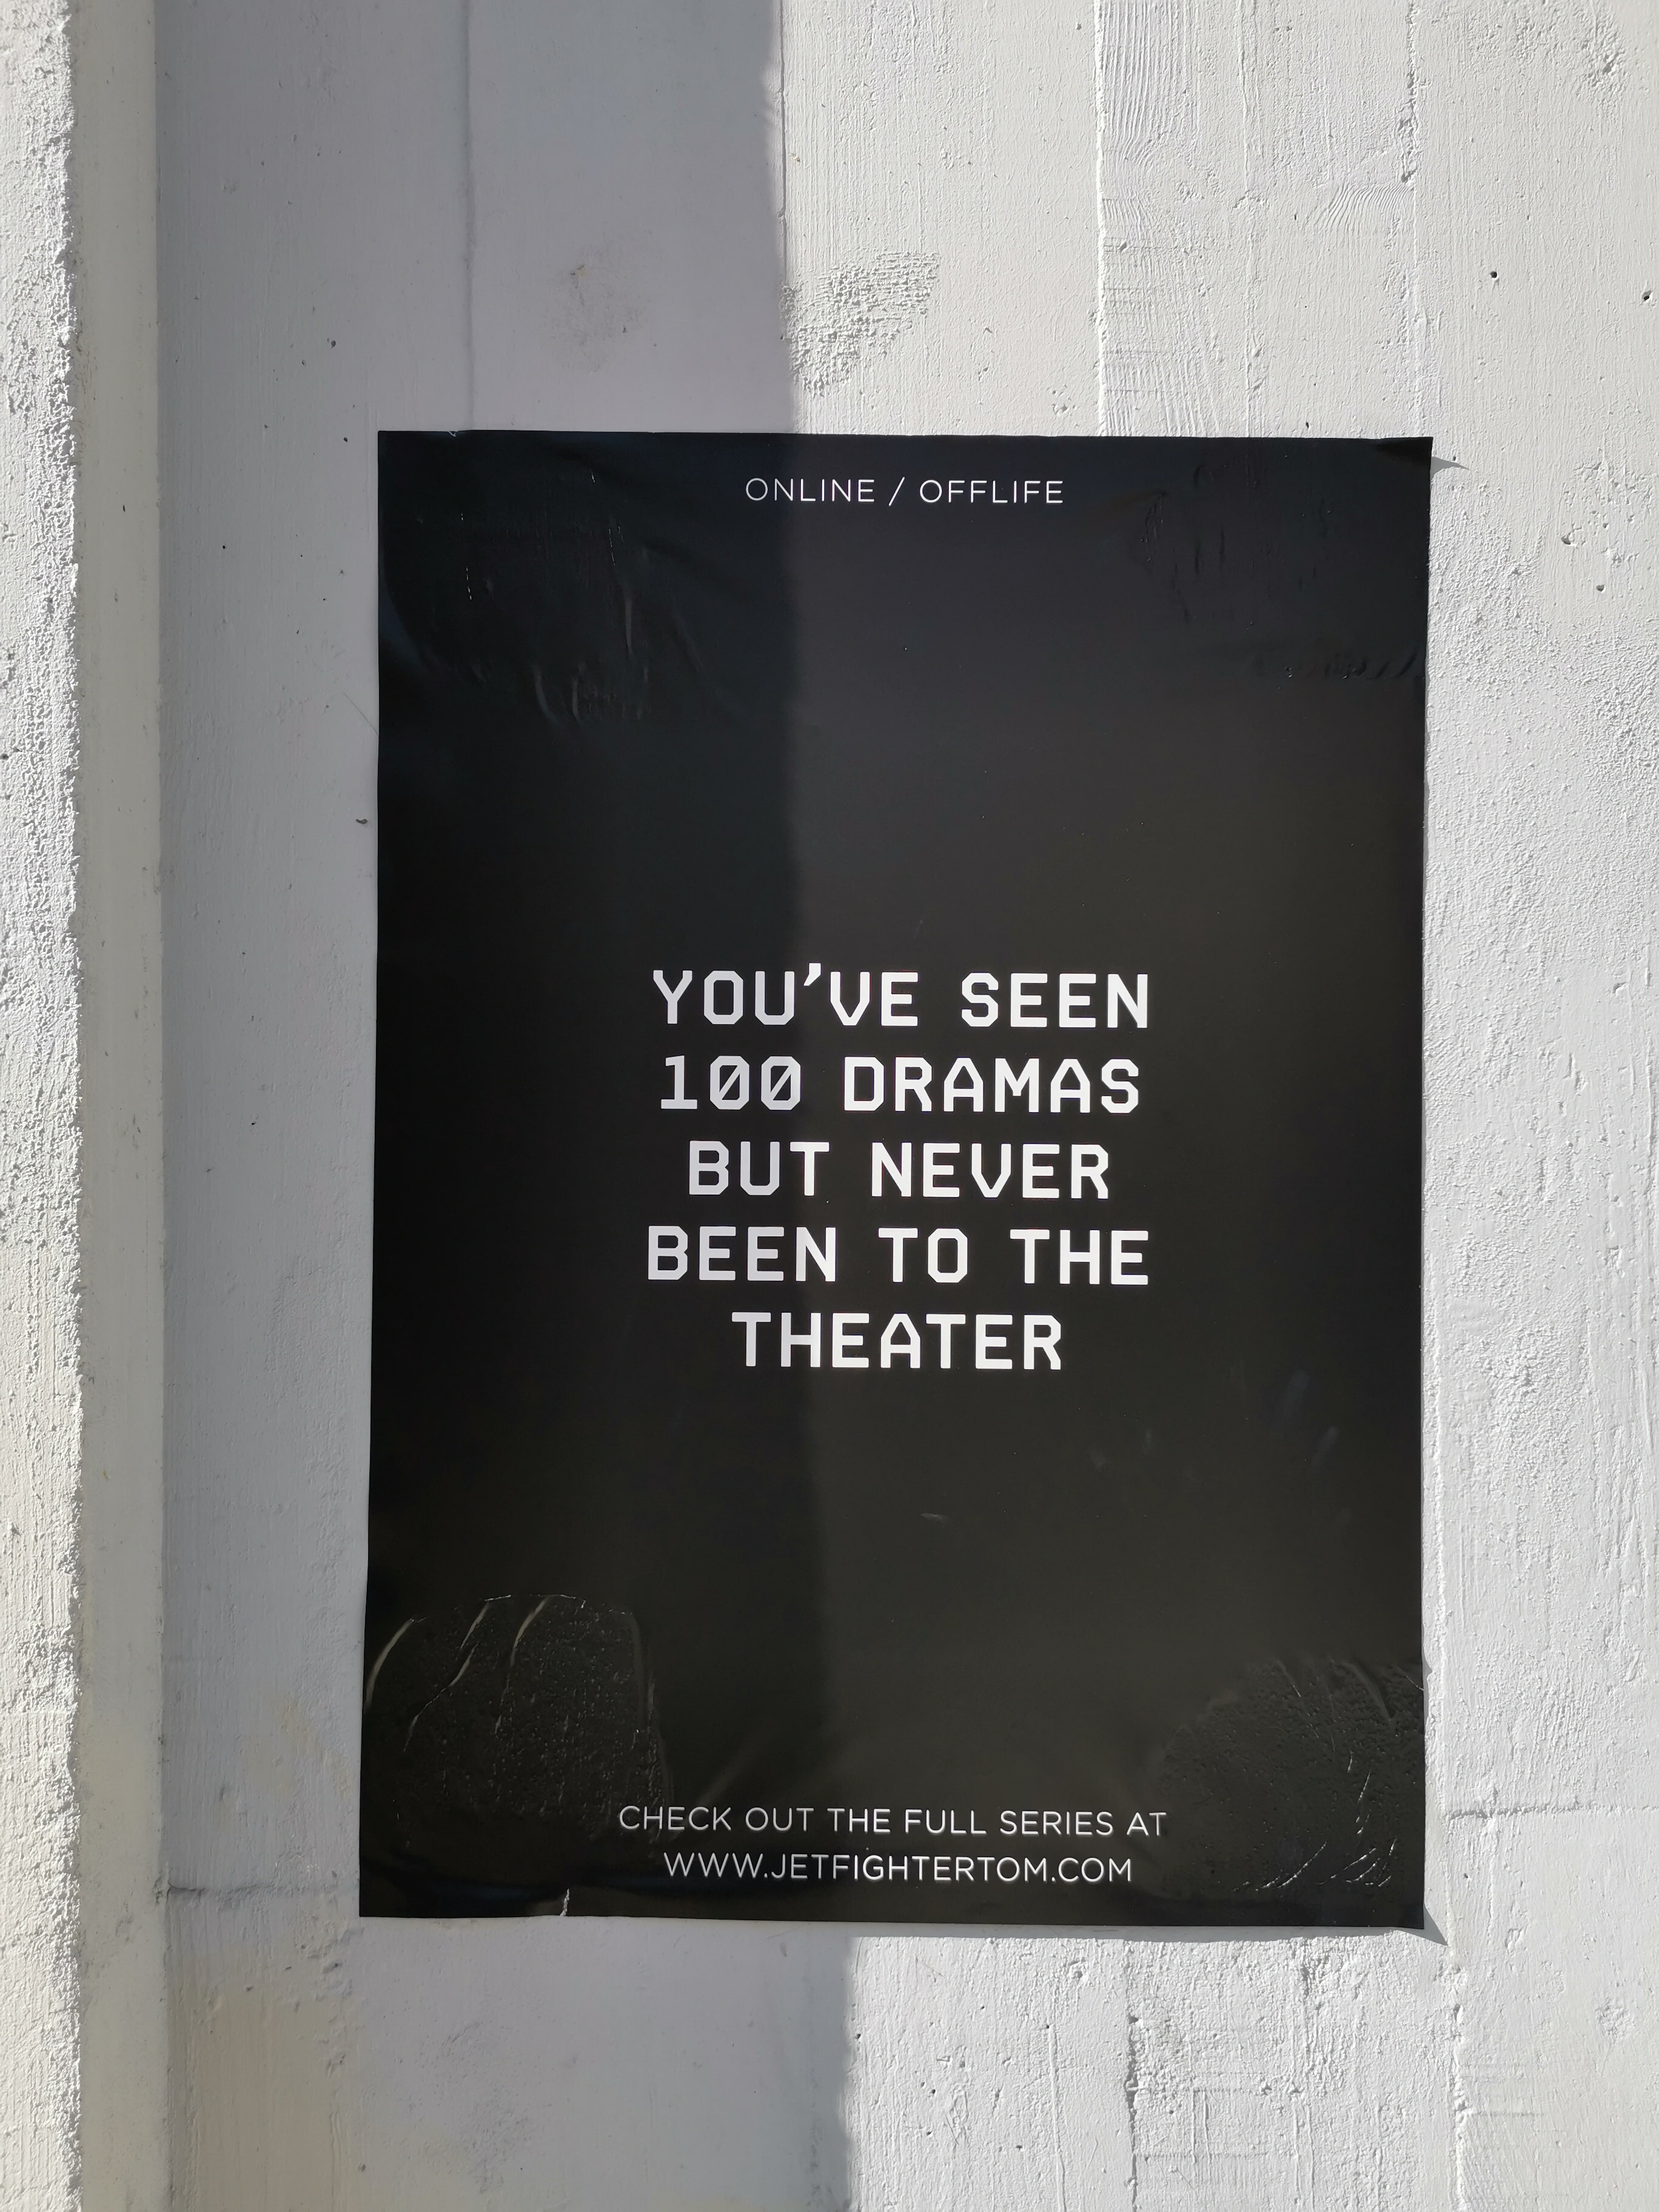 ONLINE / OFFLIFE
YOU'VE SEEN
100 DRAMAS
BUT NEVER
BEEN TO THE
THEATER
CHECK OUT THE FULL SERIES AT
WWW.JETFIGHTERTOM.COM